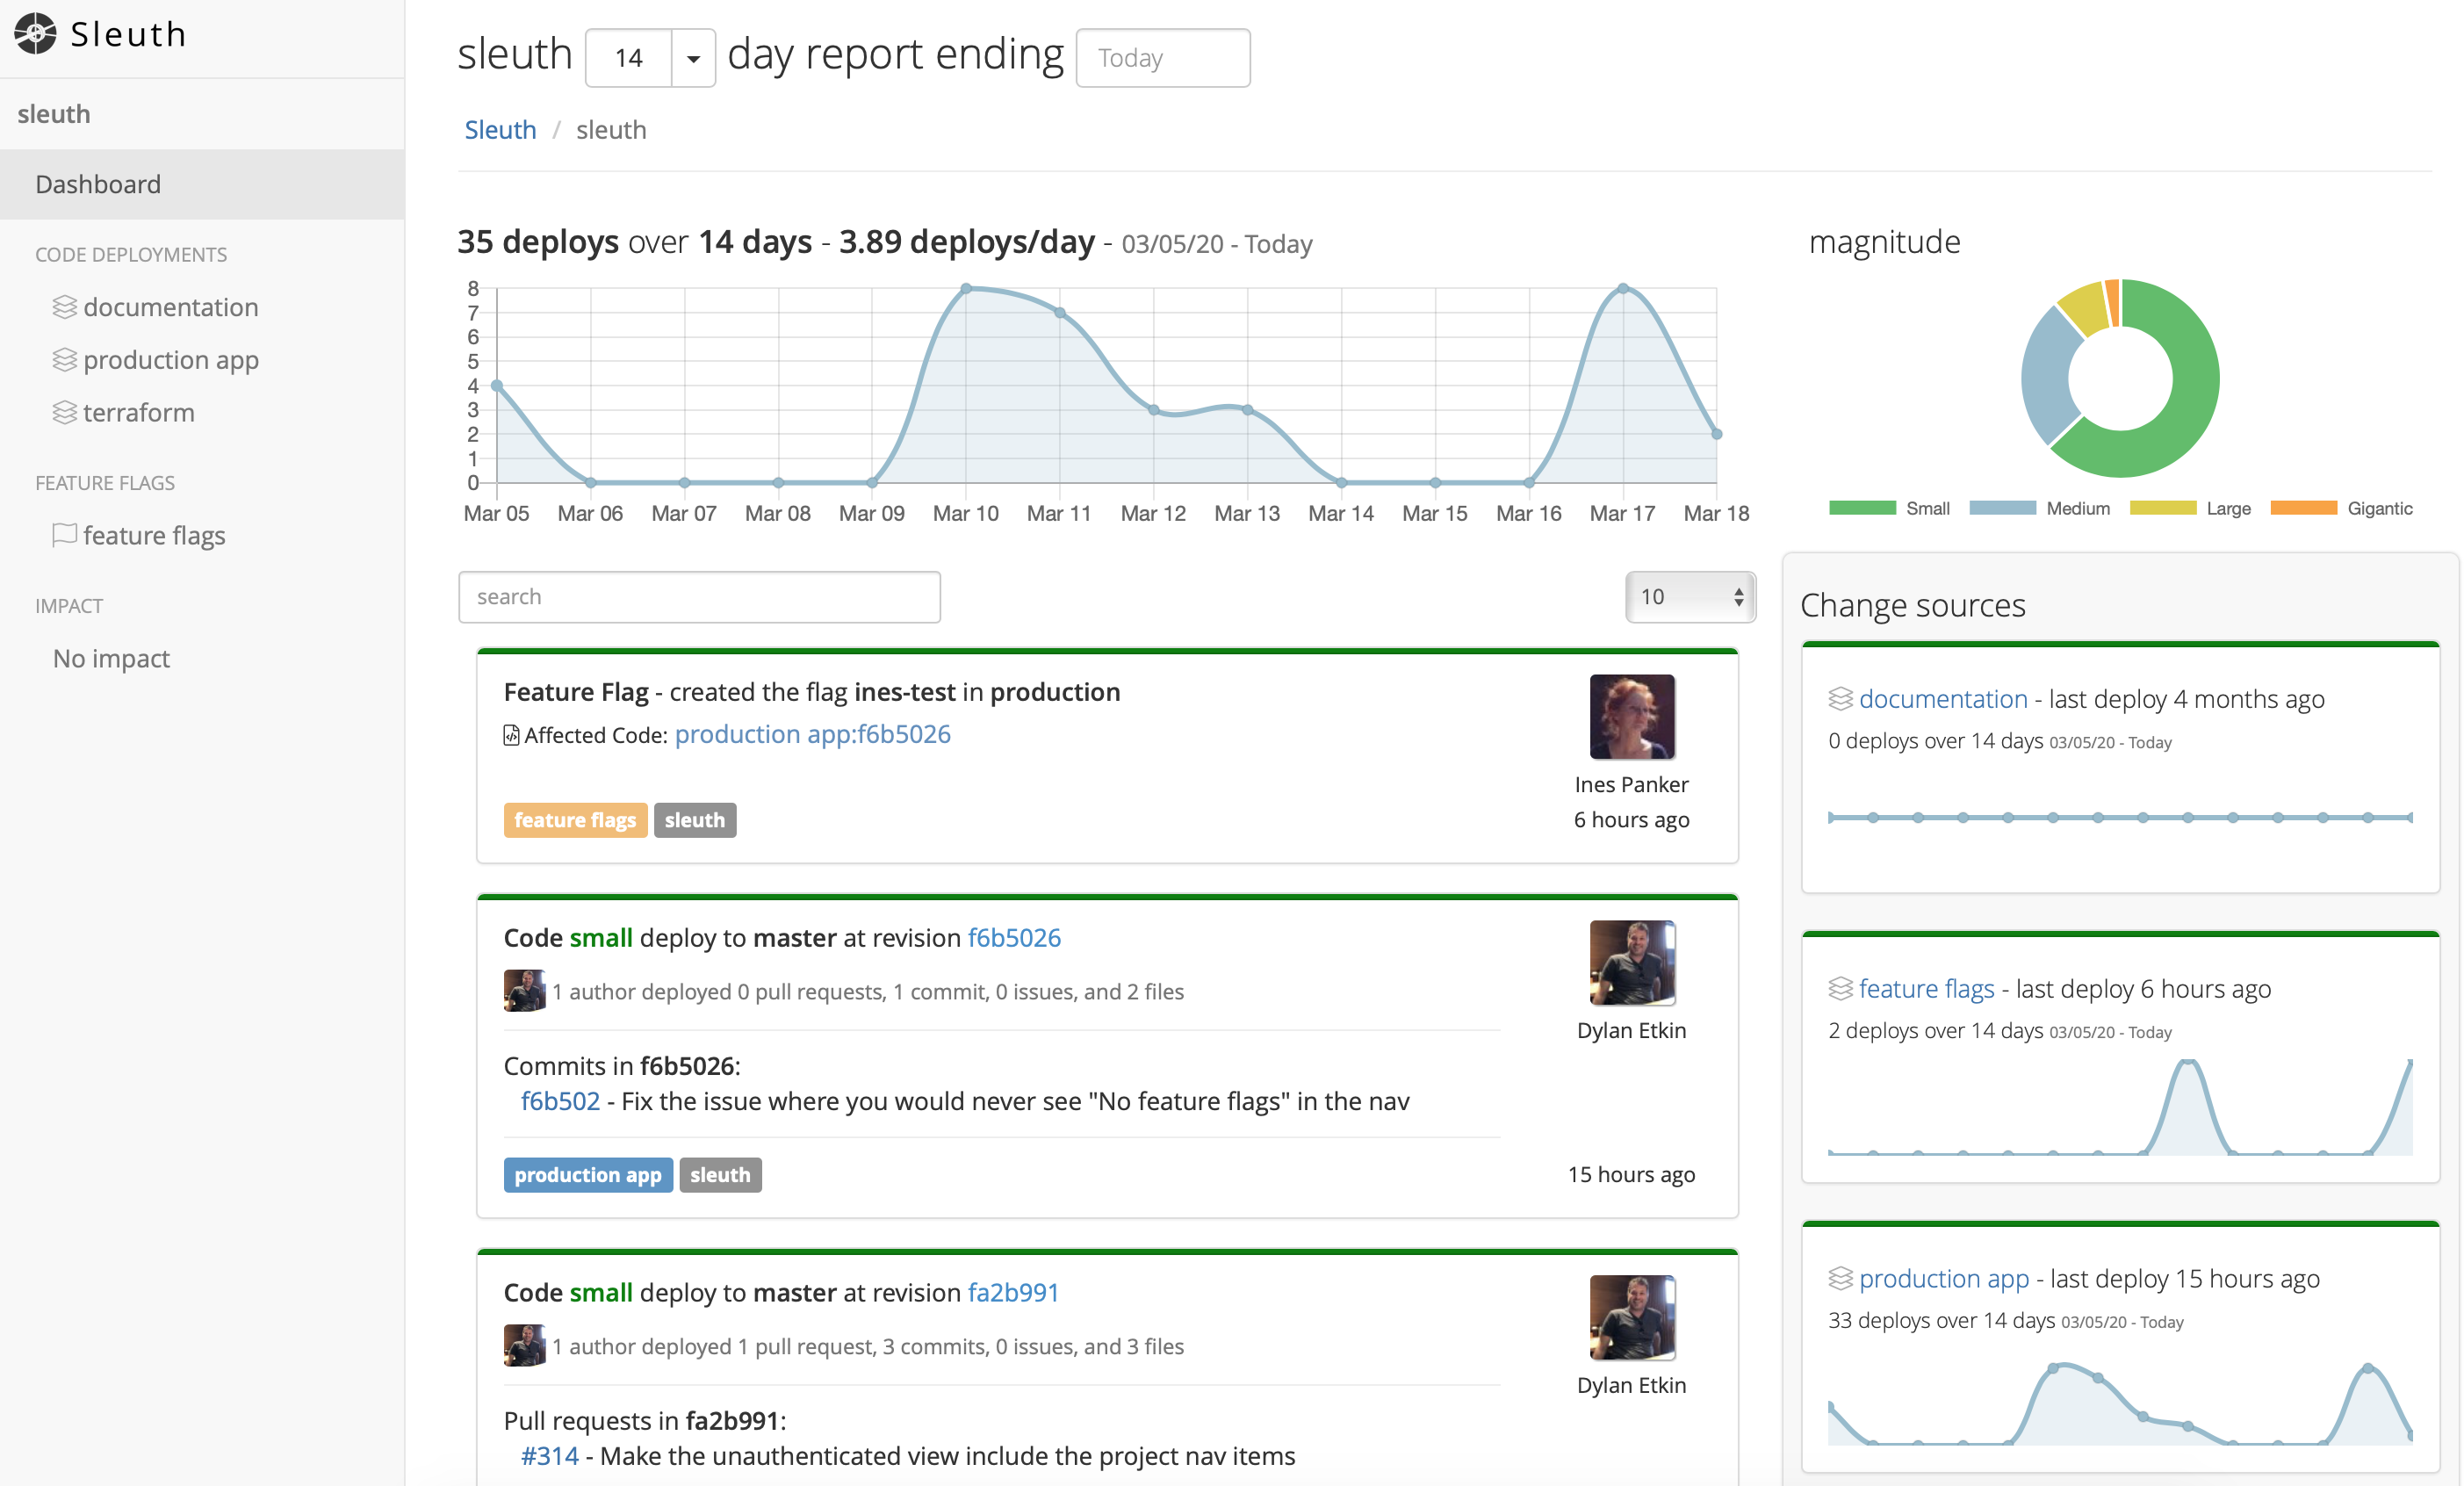 Sleuth
sleuth
Dashboard
CODE DEPLOYMENTS
documentation
production app
terraform
FEATURE FLAGS
feature flags
IMPACT
No impact
sleuth 14 day report ending Today
Sleuth / sleuth
35 deploys over 14 days - 3.89 deploys/day - 03/05/20 - Today
8
7
6
5
4
3
2
1
0
Mar 05 Mar 06 Mar 07 Mar 08 Mar 09 Mar 10 Mar 11 Mar 12 Mar 13 Mar 14 Mar 15 Mar 16 Mar 17 Mar 18
magnitude
Small Medium Large Gigantic
search
10
Feature Flag - created the flag ines-test in production
Affected Code: production app:f6b5026
feature flags sleuth
Ines Panker
6 hours ago
Code small deploy to master at revision f6b5026
1 author deployed 0 pull requests, 1 commit, 0 issues, and 2 files
Dylan Etkin
Commits in f6b5026:
f6b502 - Fix the issue where you would never see "No feature flags" in the nav
production app sleuth
15 hours ago
Code small deploy to master at revision fa2b991
1 author deployed 1 pull request, 3 commits, 0 issues, and 3 files
Dylan Etkin
Pull requests in fa2b991:
#314 - Make the unauthenticated view include the project nav items
Change sources
documentation - last deploy 4 months ago
0 deploys over 14 days 03/05/20 - Today
feature flags - last deploy 6 hours ago
2 deploys over 14 days 03/05/20 - Today
production app - last deploy 15 hours ago
33 deploys over 14 days 03/05/20 - Today